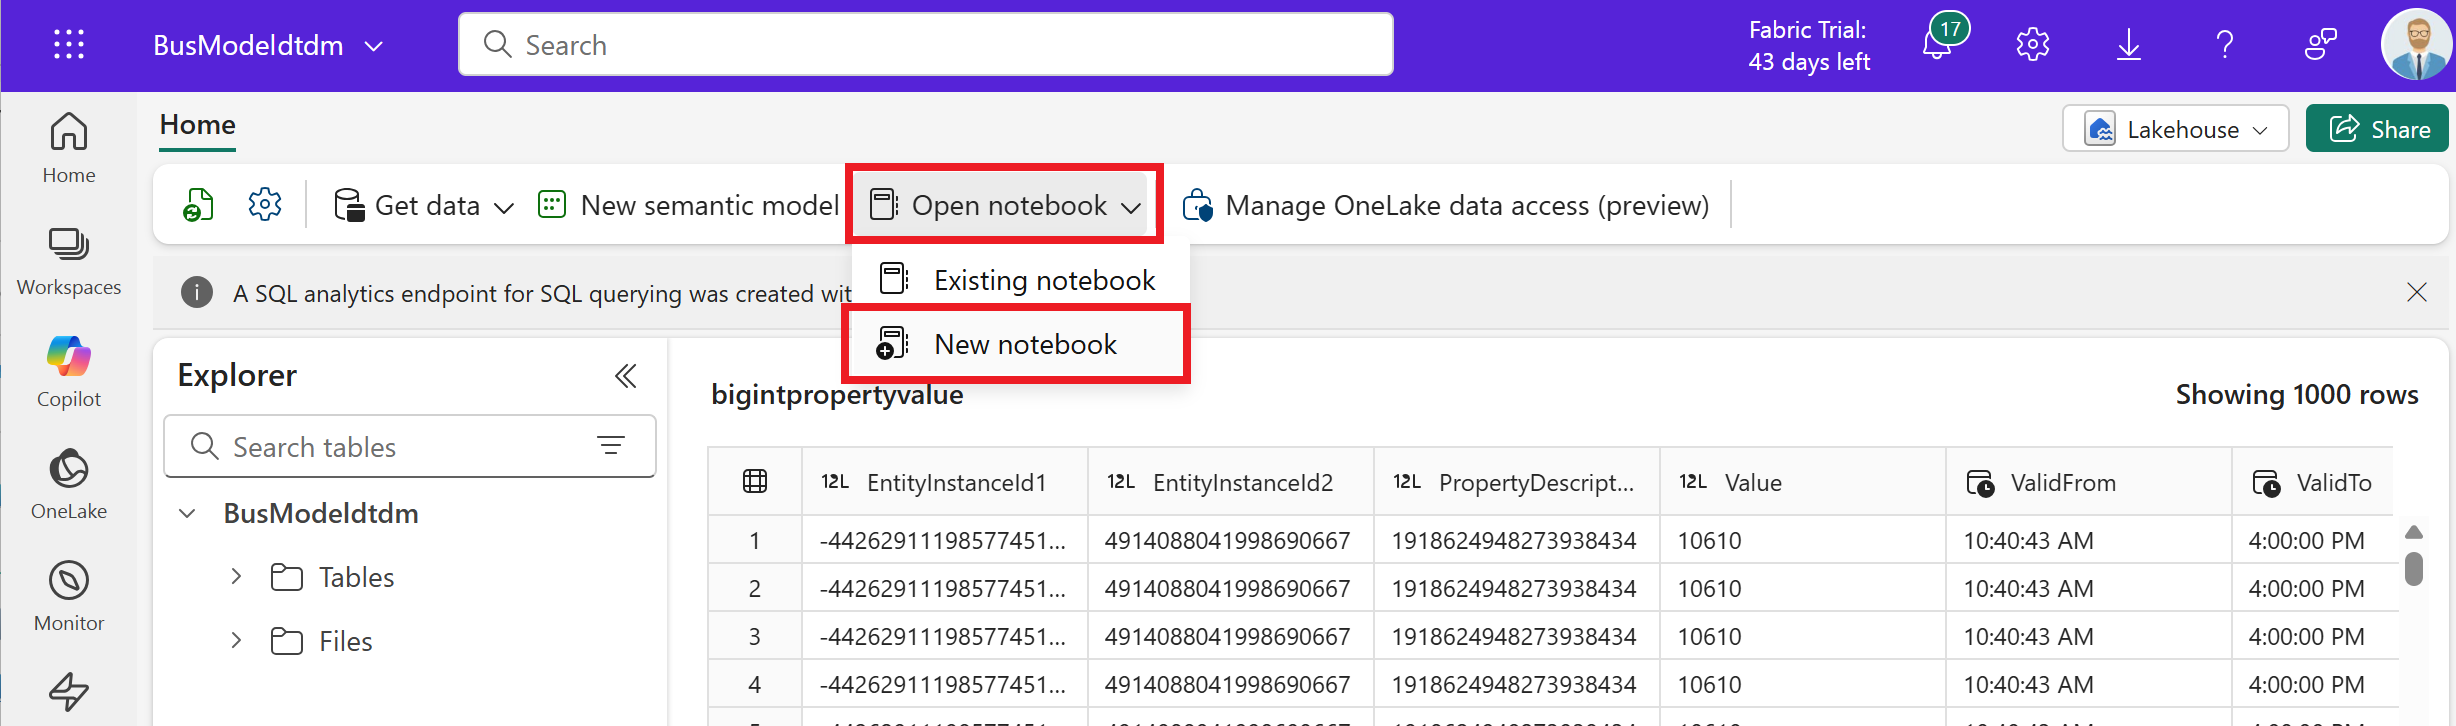 BusModeldtdm
Search
Fabric Trial:
43 days left
17
Home
Workspaces
Copilot
OneLake
Monitor
Home
Lakehouse
Share
Get data
New semantic model
Open notebook
Manage OneLake data access (preview)
Existing notebook
New notebook
A SQL analytics endpoint for SQL querying was created
Explorer
Search tables
BusModeldtdm
Tables
Files
bigintpropertyvalue
Showing 1000 rows
12L EntityInstanceId1 12L EntityInstanceId2 12L PropertyDescript... 12L Value ValidFrom ValidTo
1 -44262911198577451... 4914088041998690667 1918624948273938434 10610 10:40:43 AM 4:00:00 PM
2 -44262911198577451... 4914088041998690667 1918624948273938434 10610 10:40:43 AM 4:00:00 PM
3 -44262911198577451... 4914088041998690667 1918624948273938434 10610 10:40:43 AM 4:00:00 PM
4 -44262911198577451... 4914088041998690667 1918624948273938434 10610 10:40:43 AM 4:00:00 PM